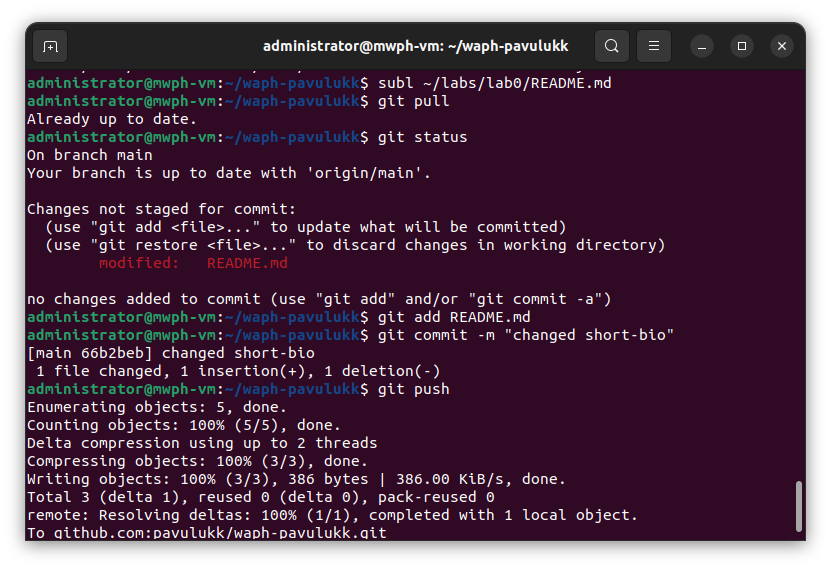 administrator@mwph-vm: ~/waph-pavulukk
administrator@mwph-vm:~/waph-pavulukk$ subl ~/labs/lab0/README.md
administrator@mwph-vm:~/waph-pavulukk$ git pull
Already up to date.
administrator@mwph-vm:~/waph-pavulukk$ git status
On branch main
Your branch is up to date with 'origin/main'.

Changes not staged for commit:
  (use "git add <file>..." to update what will be committed)
  (use "git restore <file>..." to discard changes in working directory)
        modified:   README.md

no changes added to commit (use "git add" and/or "git commit -a")
administrator@mwph-vm:~/waph-pavulukk$ git add README.md
administrator@mwph-vm:~/waph-pavulukk$ git commit -m "changed short-bio"
[main 66b2beb] changed short-bio
 1 file changed, 1 insertion(+), 1 deletion(-)
administrator@mwph-vm:~/waph-pavulukk$ git push
Enumerating objects: 5, done.
Counting objects: 100% (5/5), done.
Delta compression using up to 2 threads
Compressing objects: 100% (3/3), done.
Writing objects: 100% (3/3), 386 bytes | 386.00 KiB/s, done.
Total 3 (delta 1), reused 0 (delta 0), pack-reused 0
remote: Resolving deltas: 100% (1/1), completed with 1 local object.
To github.com:pavulukk/waph-pavulukk.git